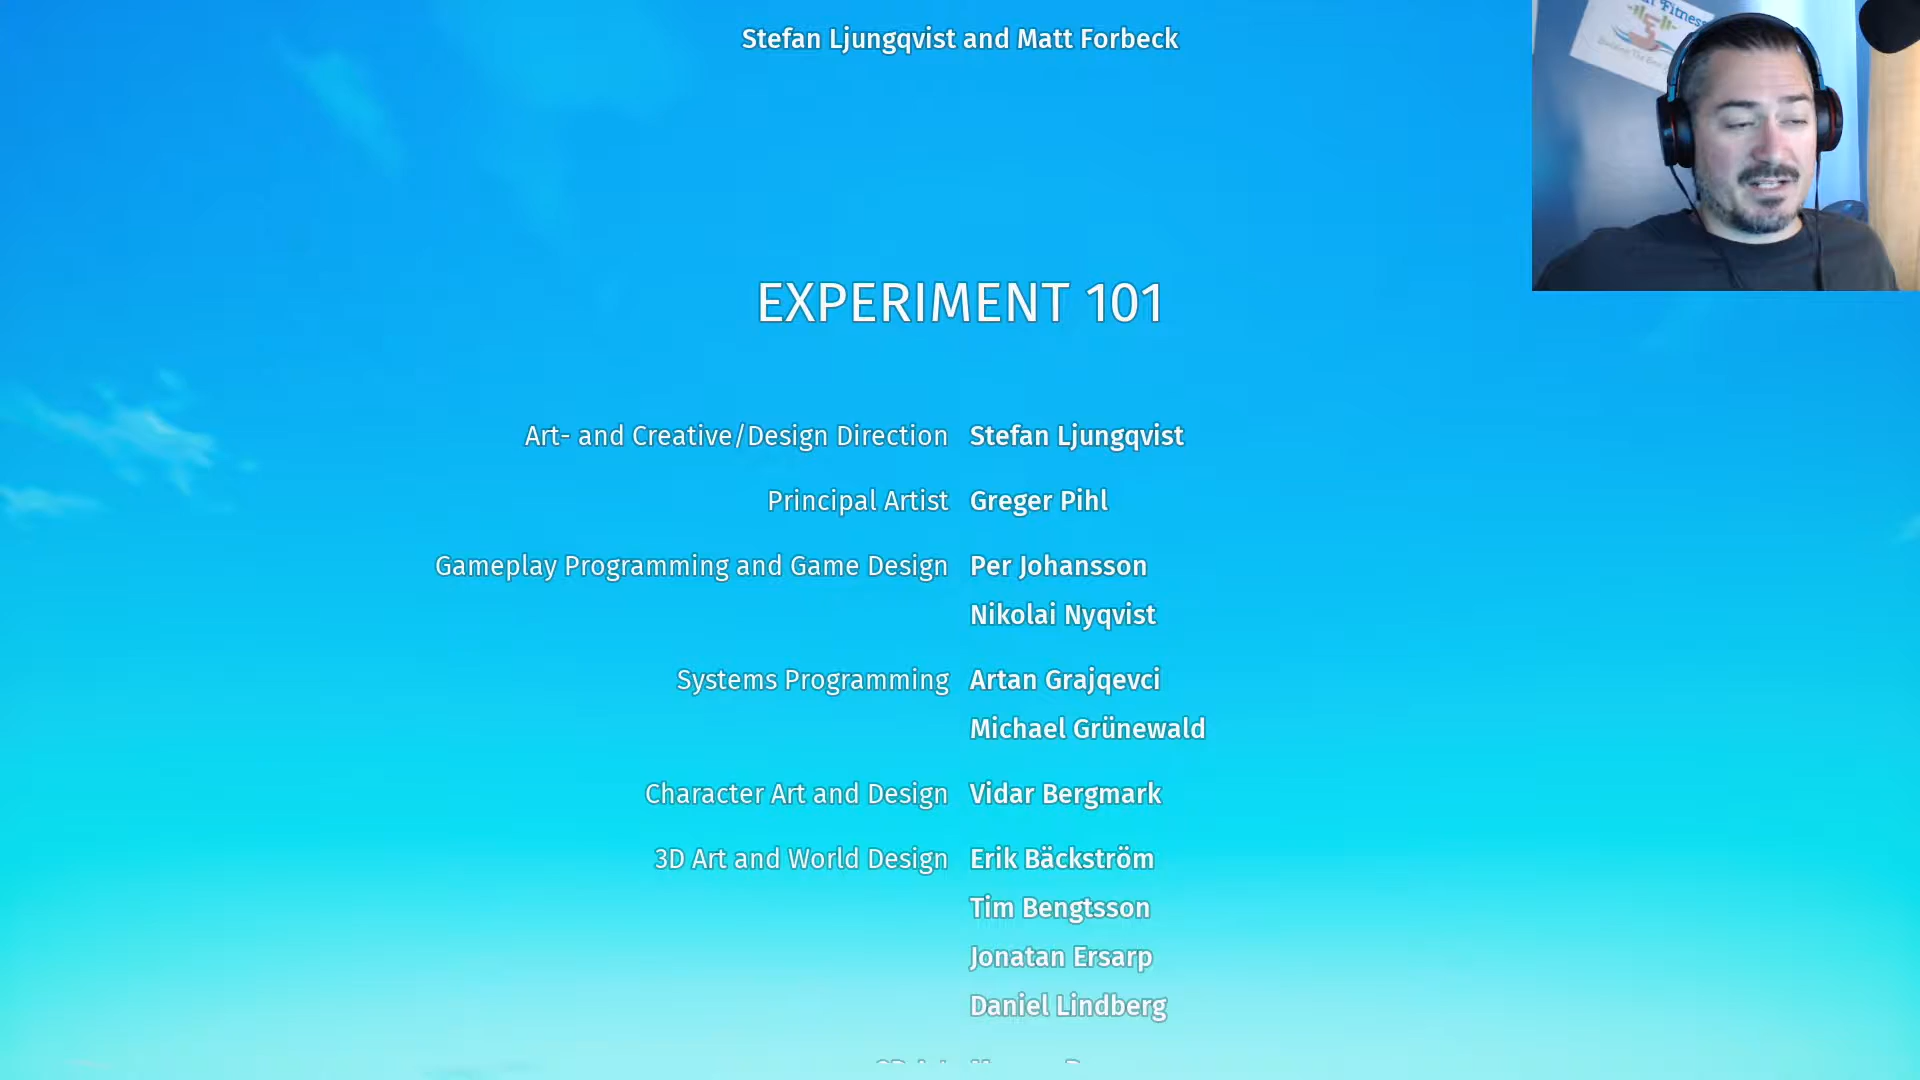 Stefan Ljungqvist and Matt Forbeck
Fitness
EXPERIMENT 101
Art- and Creative/Design Direction Stefan Ljungqvist
Principal Artist Greger Pihl
Gameplay Programming and Game Design Per Johansson
Nikolai Nyqvist
Systems Programming Artan Grajqevci
Michael Grünewald
Character Art and Design Vidar Bergmark
3D Art and World Design Erik Bäckström
Tim Bengtsson
Jonatan Ersarp
Daniel Lindberg